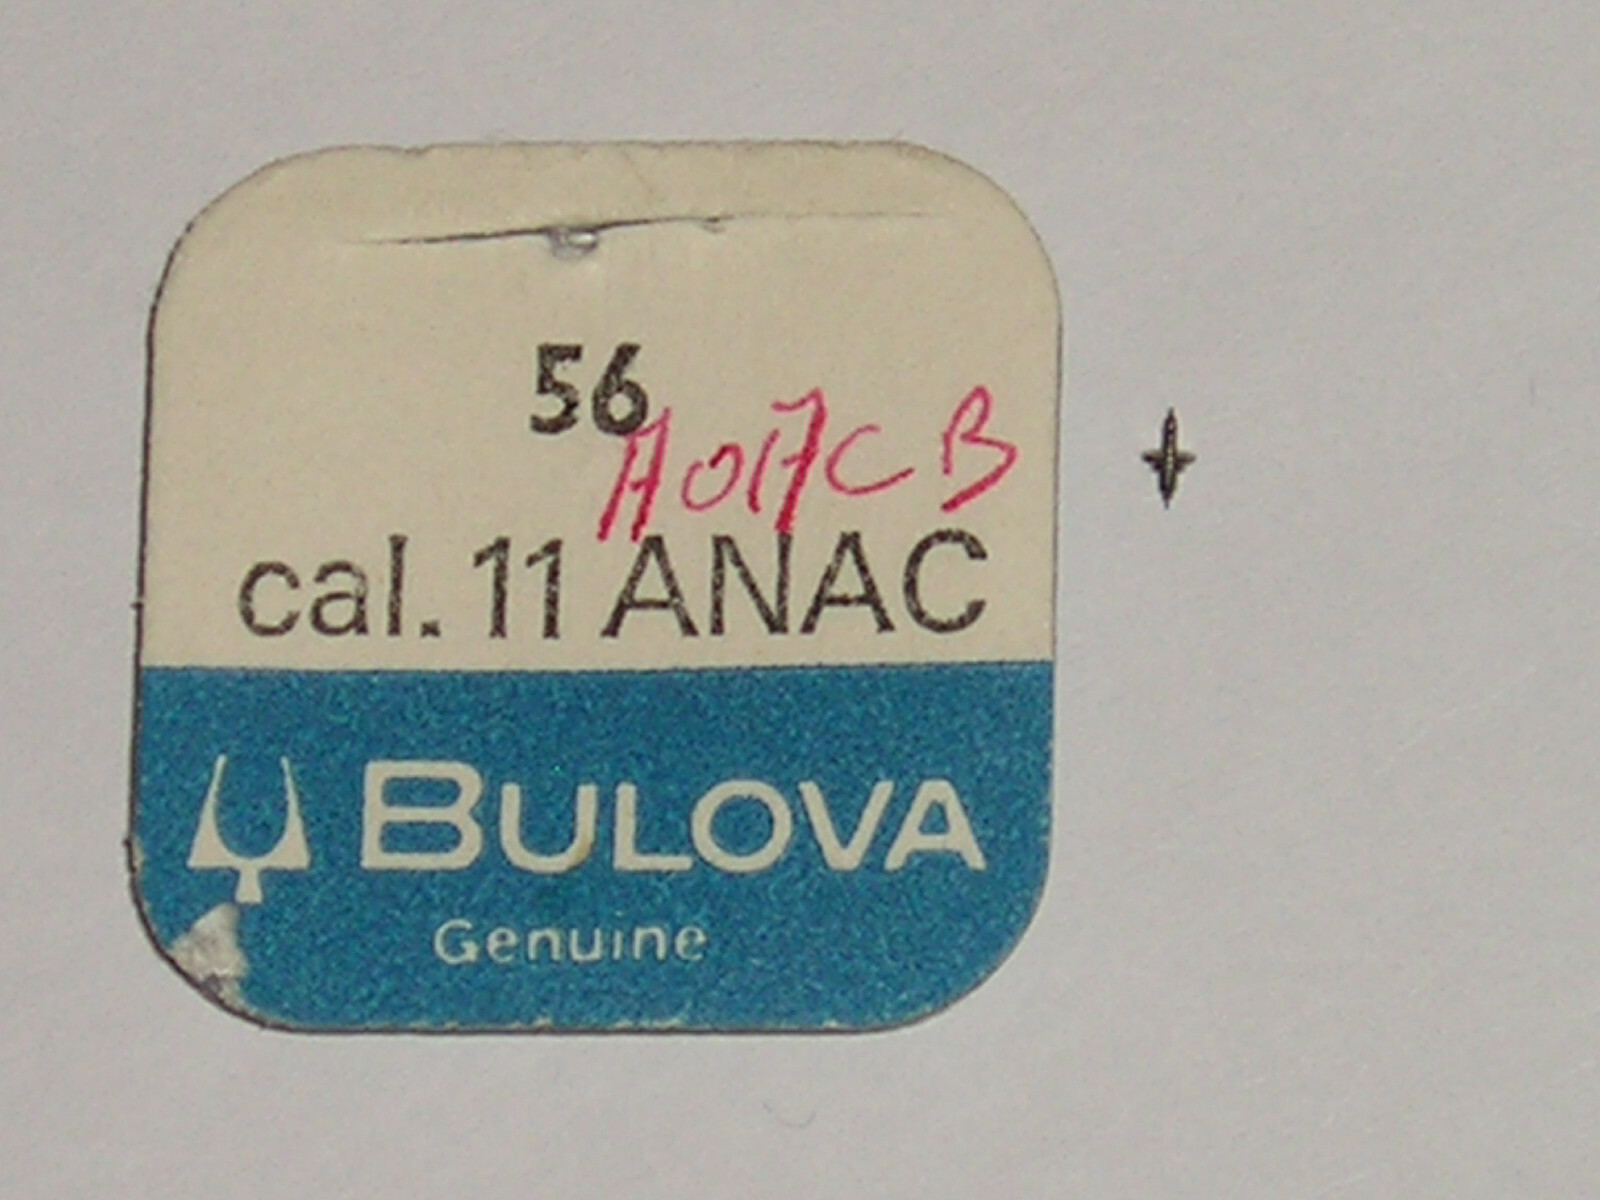 56
A017CB
cal. 11 ANAC
BULOVA
Genuine